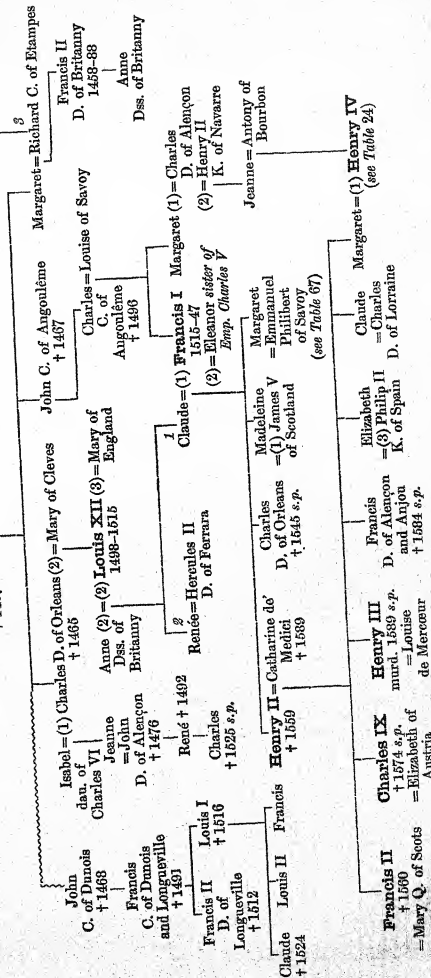 † 1407
3
Margaret=Richard C. of Etampes
Francis II
D. of Britanny
1458–88
Anne
Dss. of Britanny
John C. of Angoulême
† 1467
Charles=Louise of Savoy
C. of
Angoulême
† 1496
Isabel=(1) Charles D. of Orleans (2)=Mary of Cleves
dau. of
Charles VI
† 1465
Jeanne
=John
D. of Alençon
† 1476
René † 1492
Charles
† 1525 s.p.
Anne (2)=(2) Louis XII (3)=Mary of
Dss. of
Britanny
1498–1515
England
John
C. of Dunois
† 1468
Francis
C. of Dunois
and Longueville
† 1491
Francis II
D. of
Longueville
† 1512
Louis I
† 1516
Claude
† 1524
Louis II
Francis
2
Renée=Hercules II
D. of Ferrara
1
Claude=(1) Francis I
1515–47
(2)=Eleanor sister of
Emp. Charles V
Margaret (1)=Charles
D. of Alençon
(2)=Henry II
K. of Navarre
Jeanne=Antony of
Bourbon
Henry II=Catharine de'
† 1559
Medici
† 1589
Charles
D. of Orleans
† 1545 s.p.
Madeleine
=(1) James V
of Scotland
Margaret
=Emmanuel
Philibert
of Savoy
(see Table 67)
Francis II
† 1560
=Mary Q. of Scots
Charles IX
† 1574 s.p.
=Elizabeth of
Austria
Henry III
murd. 1589 s.p.
=Louise
de Mercœur
Francis
D. of Alençon
and Anjou
† 1584 s.p.
Elizabeth
=(3) Philip II
K. of Spain
Claude
=Charles
D. of Lorraine
Margaret=(1) Henry IV
(see Table 24)